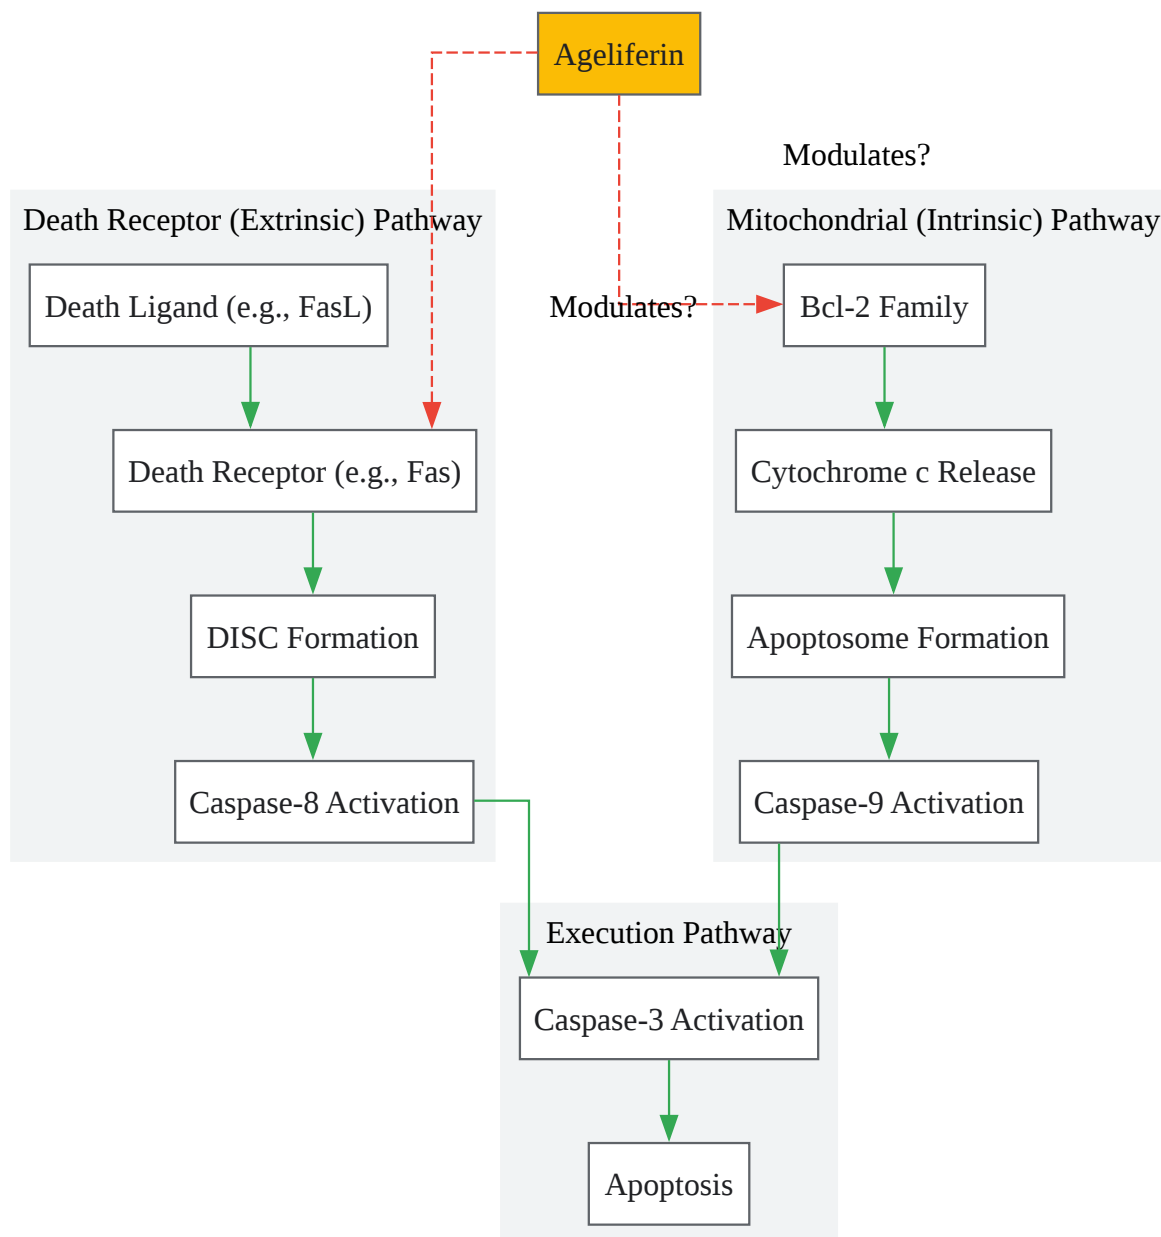 Ageliferin
Modulates?
Death Receptor (Extrinsic) Pathway
Mitochondrial (Intrinsic) Pathway
Death Ligand (e.g., FasL)
Modulates?
Bcl-2 Family
Death Receptor (e.g., Fas)
Cytochrome c Release
DISC Formation
Apoptosome Formation
Caspase-8 Activation
Caspase-9 Activation
Execution Pathway
Caspase-3 Activation
Apoptosis